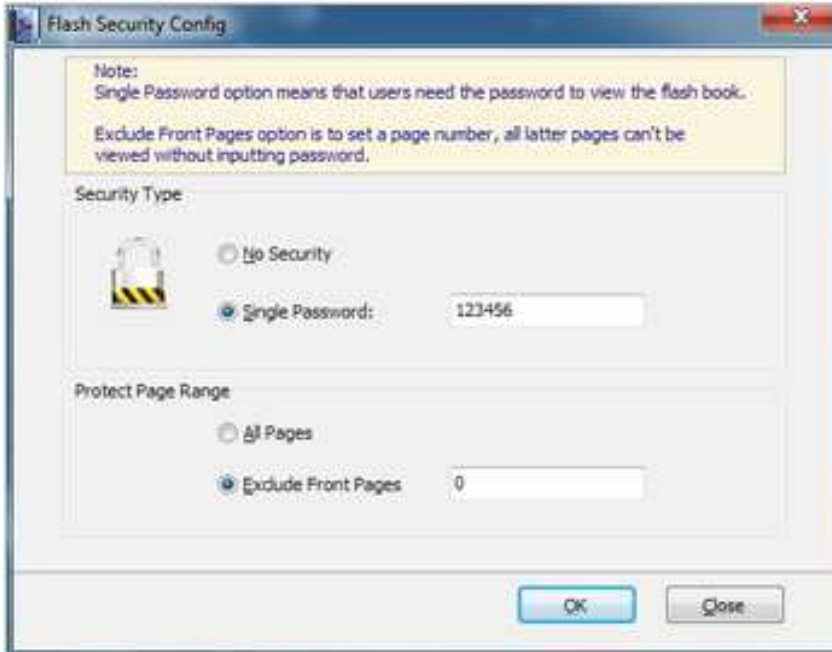 Flash Security Config
Note:
Single Password option means that users need the password to view the flash book.
Exclude Front Pages option is to set a page number, all latter pages can't be
viewed without inputting password.
Security Type
No Security
Single Password: 123456
Protect Page Range
All Pages
Exclude Front Pages 0
OK Close